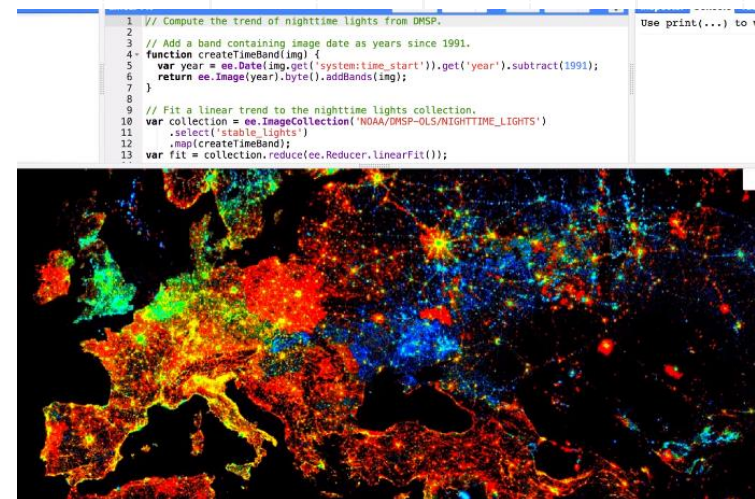 1 // Compute the trend of nighttime lights from DMSP.
2
3 // Add a band containing image date as years since 1991.
4 function createTimeBand(img) {
5   var year = ee.Date(img.get('system:time_start')).get('year').subtract(1991);
6   return ee.Image(year).byte().addBands(img);
7 }
8
9 // Fit a linear trend to the nighttime lights collection.
10 var collection = ee.ImageCollection('NOAA/DMSP-OLS/NIGHTTIME_LIGHTS')
11     .select('stable_lights')
12     .map(createTimeBand);
13 var fit = collection.reduce(ee.Reducer.linearFit());
Use print(...) to